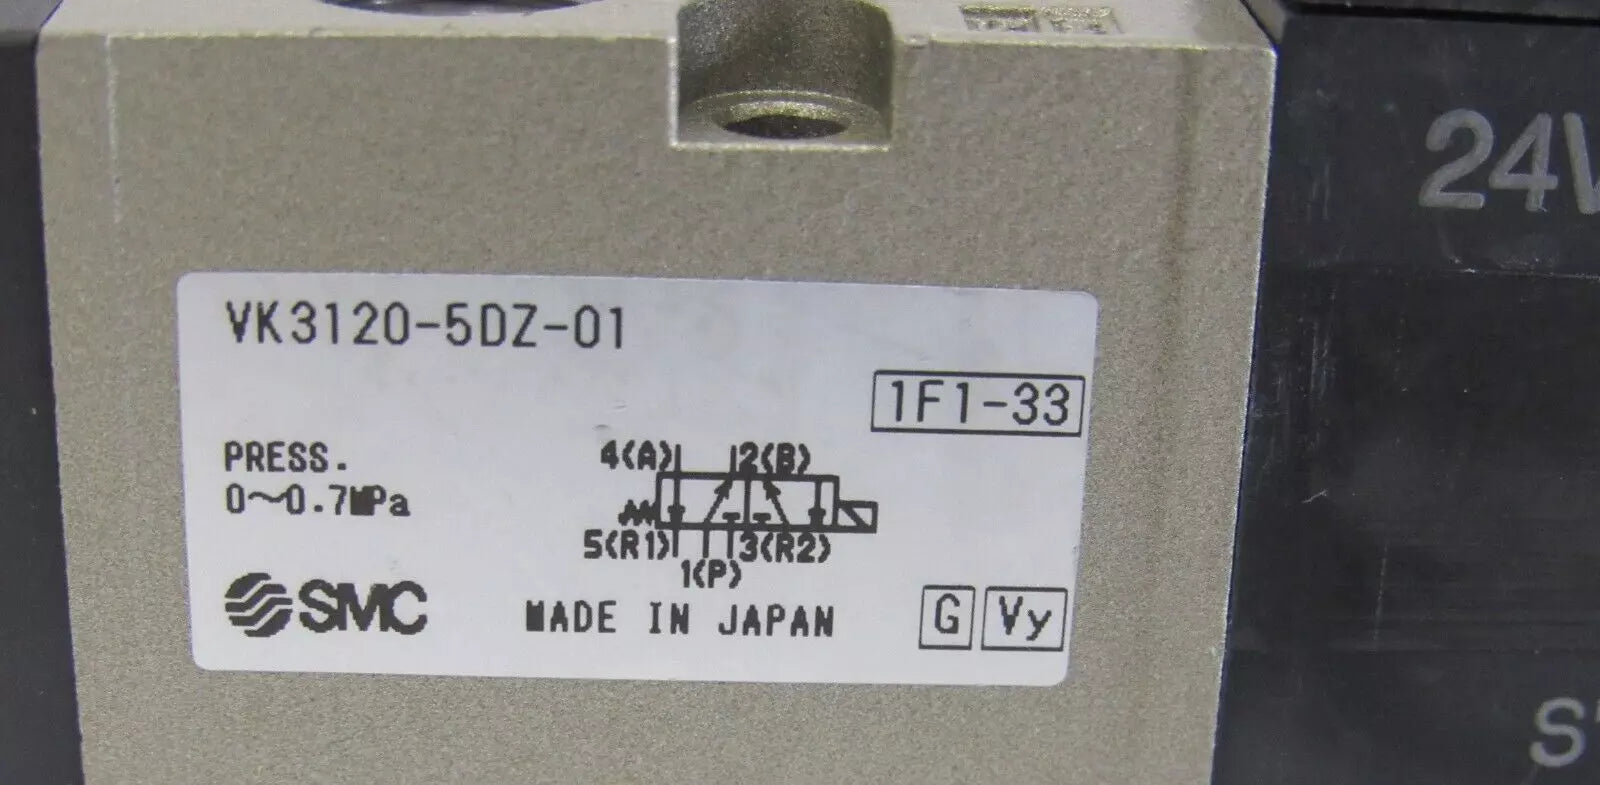 24V
VK3120-5DZ-01
1F1-33
PRESS.
0~0.7MPa
4(A) 2(B)
5(R1) 3(R2)
1(P)
SMC
MADE IN JAPAN
G Vy